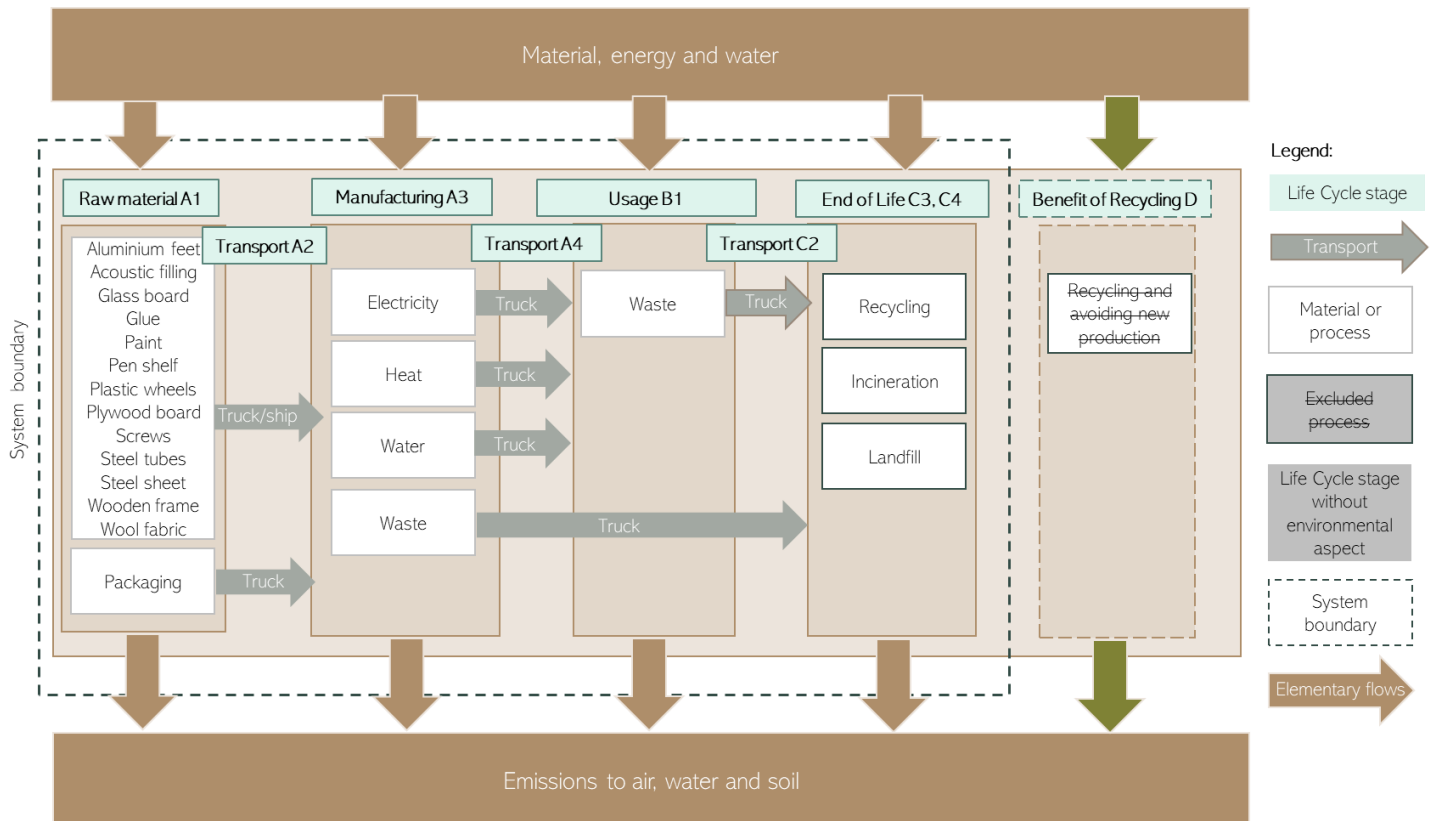 Material, energy and water
System boundary
Raw material A1
Manufacturing A3
Usage B1
End of Life C3, C4
Benefit of Recycling D
Transport A2
Transport A4
Transport C2
Aluminium feet
Acoustic filling
Glass board
Glue
Paint
Pen shelf
Plastic wheels
Plywood board
Screws
Steel tubes
Steel sheet
Wooden frame
Wool fabric
Packaging
Truck/ship
Truck
Electricity
Heat
Water
Waste
Truck
Truck
Truck
Truck
Waste
Truck
Recycling
Incineration
Landfill
Recycling and
avoiding new
production
Emissions to air, water and soil
Legend:
Life Cycle stage
Transport
Material or
process
Excluded
process
Life Cycle stage
without
environmental
aspect
System
boundary
Elementary flows